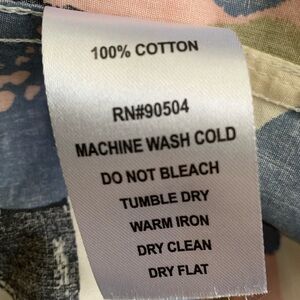 100% COTTON
RN#90504
MACHINE WASH COLD
DO NOT BLEACH
TUMBLE DRY
WARM IRON
DRY CLEAN
DRY FLAT